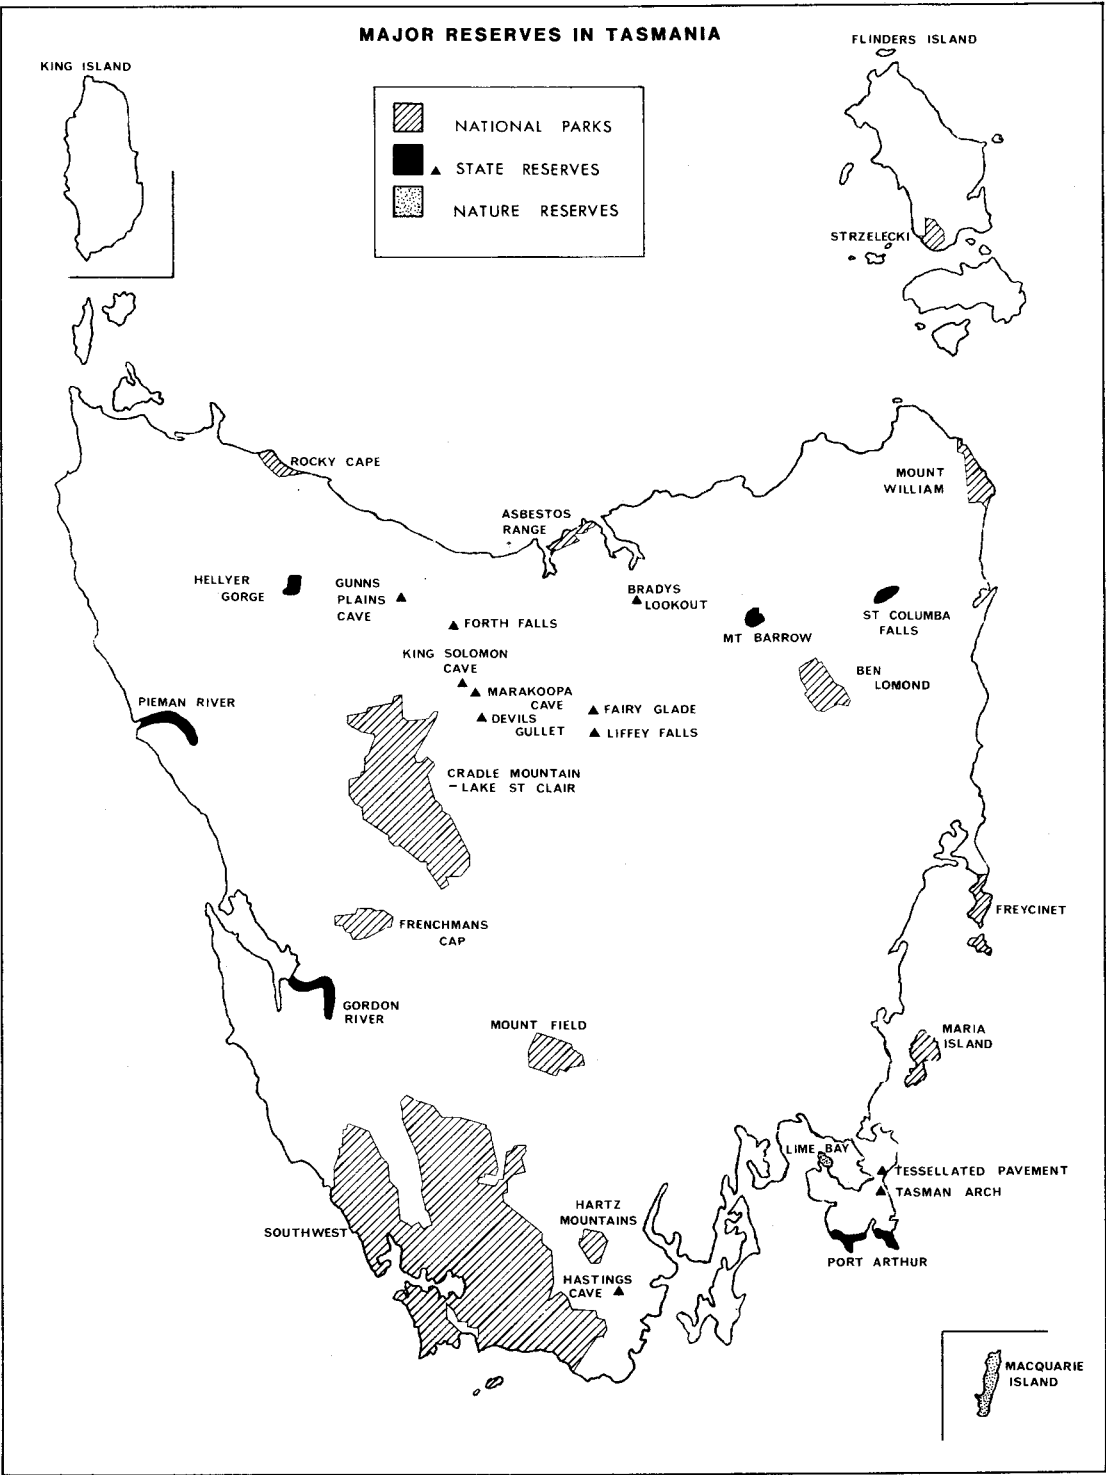 MAJOR RESERVES IN TASMANIA
KING ISLAND
FLINDERS ISLAND
NATIONAL PARKS
STATE RESERVES
NATURE RESERVES
STRZELECKI
ROCKY CAPE
MOUNT
WILLIAM
ASBESTOS
RANGE
HELLYER
GORGE
GUNNS
PLAINS
CAVE
BRADYS
LOOKOUT
ST COLUMBA
FALLS
FORTH FALLS
MT BARROW
KING SOLOMON
CAVE
MARAKOOPA
CAVE
BEN
LOMOND
PIEMAN RIVER
DEVILS
GULLET
FAIRY GLADE
LIFFEY FALLS
CRADLE MOUNTAIN
– LAKE ST CLAIR
FREYCINET
FRENCHMANS
CAP
GORDON
RIVER
MOUNT FIELD
MARIA
ISLAND
LIME BAY
TESSELLATED PAVEMENT
TASMAN ARCH
SOUTHWEST
HARTZ
MOUNTAINS
PORT ARTHUR
HASTINGS
CAVE
MACQUARIE
ISLAND